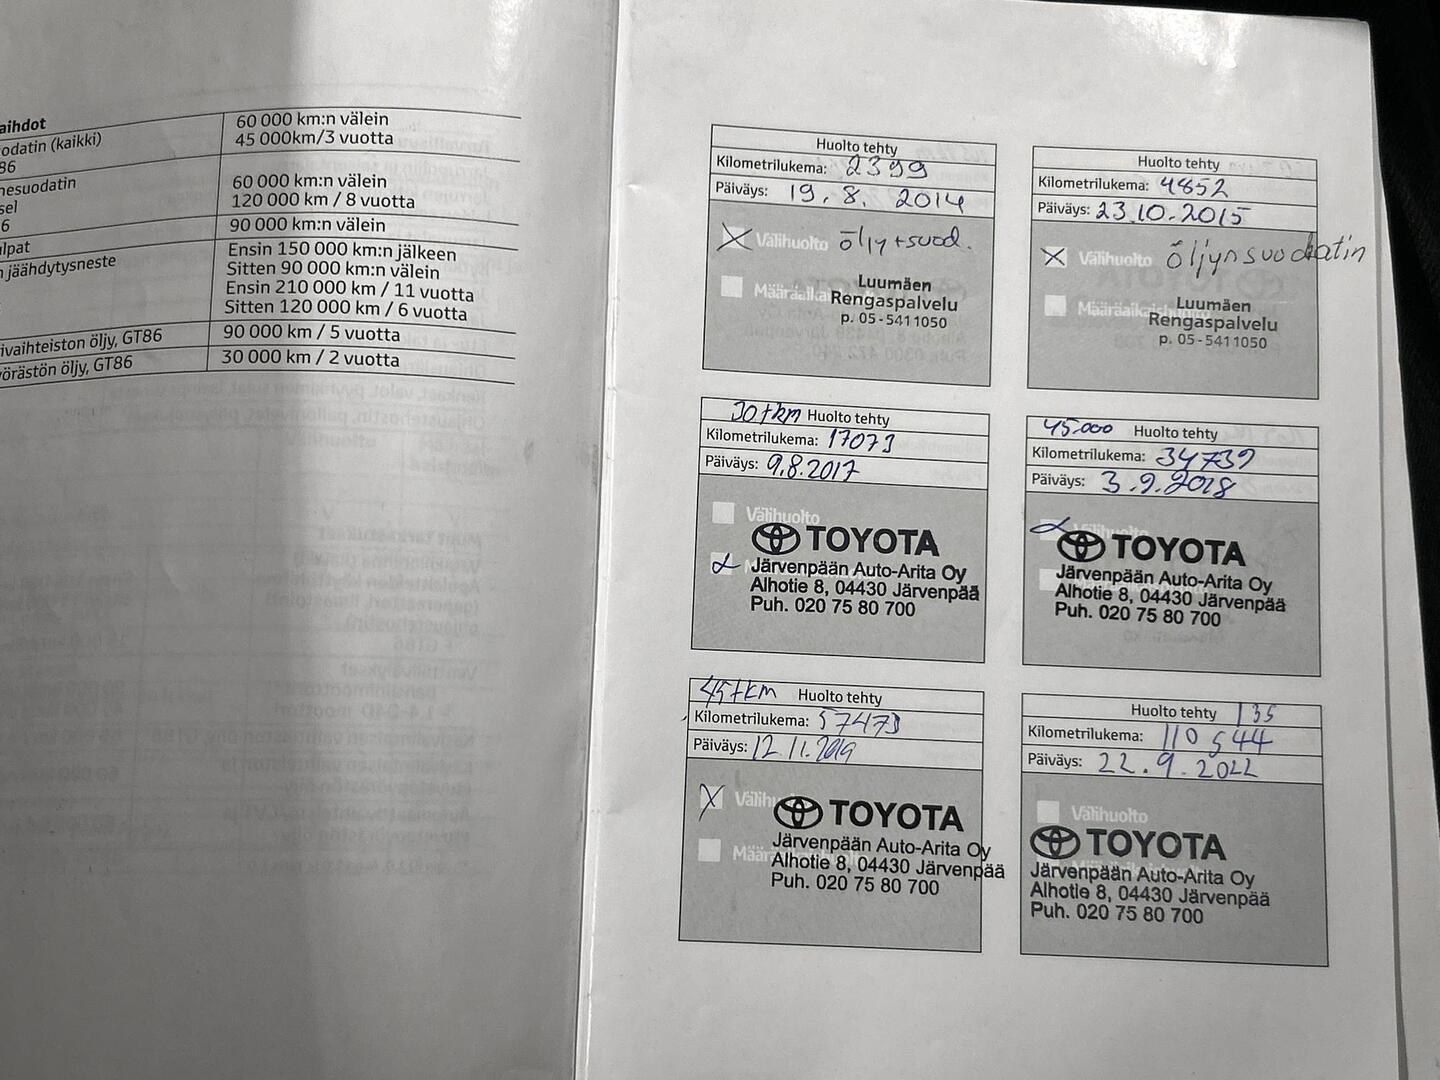 aihdot
60 000 km:n välein
odatin (kaikki)
45 000km/3 vuotta
86
nesuodatin
60 000 km:n välein
sel
120 000 km / 8 vuotta
6
90 000 km:n välein
lpat
Ensin 150 000 km:n jälkeen
n jäähdytysneste
Sitten 90 000 km:n välein
Ensin 210 000 km / 11 vuotta
Sitten 120 000 km / 6 vuotta
ivaihteiston öljy, GT86
90 000 km / 5 vuotta
yörästön öljy, GT86
30 000 km / 2 vuotta
Huolto tehty
Kilometrilukema: 2399
Päiväys: 19.8. 2014
Välihuolto öljy+suod.
Luumäen
Rengaspalvelu
p. 05-5411050
Huolto tehty
Kilometrilukema: 4852
Päiväys: 23.10.2015
Välihuolto öljynsuodatin
Luumäen
Rengaspalvelu
p. 05-5411050
30tkm Huolto tehty
Kilometrilukema: 17073
Päiväys: 9.8.2017
Välihuolto
TOYOTA
Järvenpään Auto-Arita Oy
Alhotie 8, 04430 Järvenpää
Puh. 020 75 80 700
45.000 Huolto tehty
Kilometrilukema: 34739
Päiväys: 3.9.2018
Välihuolto
TOYOTA
Järvenpään Auto-Arita Oy
Alhotie 8, 04430 Järvenpää
Puh. 020 75 80 700
45tkm Huolto tehty
Kilometrilukema: 57473
Päiväys: 12.11.2019
TOYOTA
Järvenpään Auto-Arita Oy
Alhotie 8, 04430 Järvenpää
Puh. 020 75 80 700
Huolto tehty 135
Kilometrilukema: 110544
Päiväys: 22.9.2022
Välihuolto
TOYOTA
Järvenpään Auto-Arita Oy
Alhotie 8, 04430 Järvenpää
Puh. 020 75 80 700